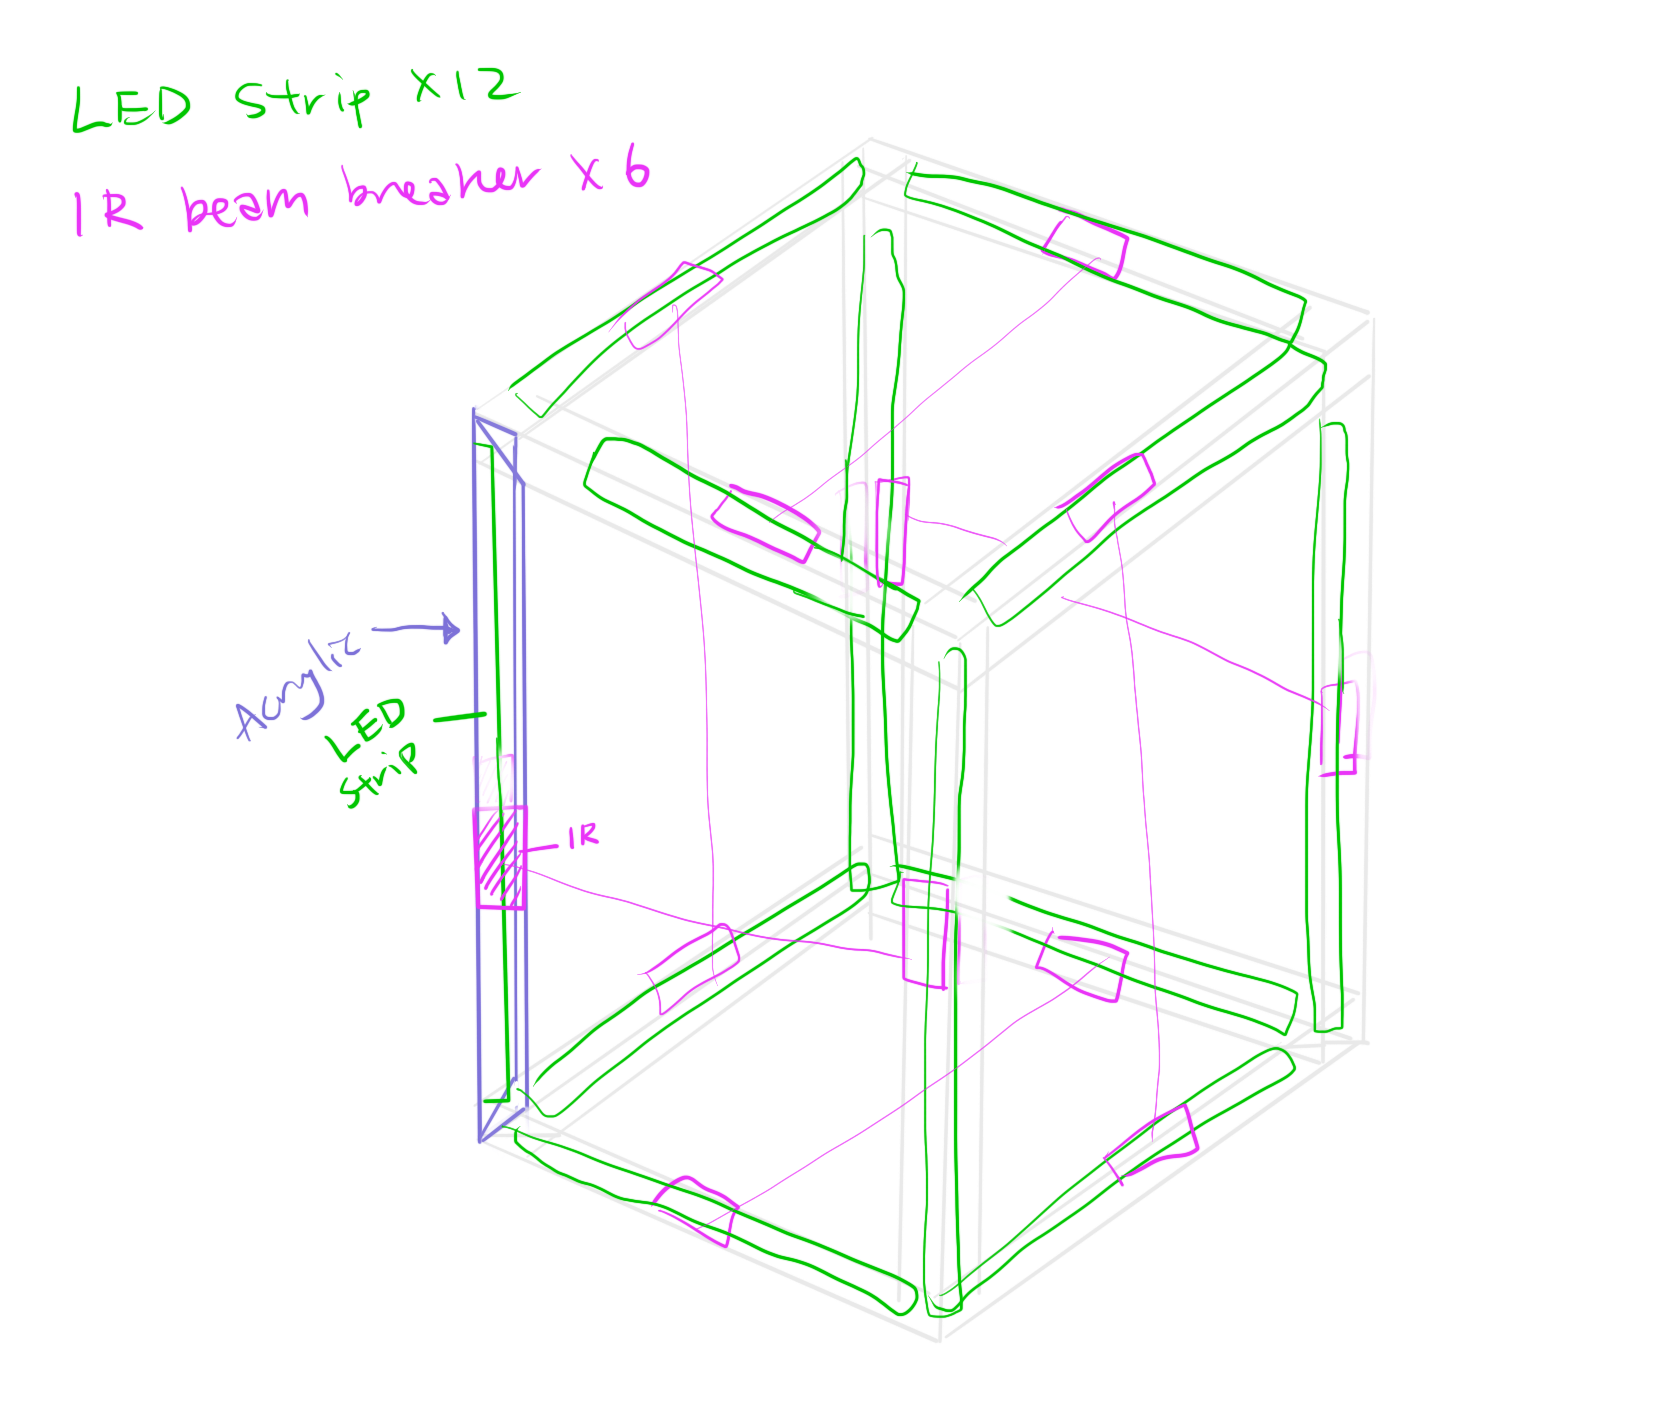 LED Strip X12
IR beam breaker X 6
Acrylic
LED
Strip
IR